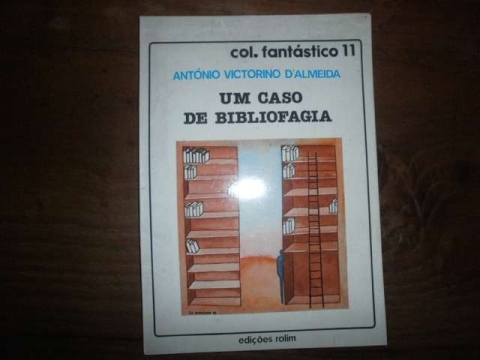 col. fantástico 11
ANTÓNIO VICTORINO D'ALMEIDA
UM CASO
DE BIBLIOFAGIA
edições rolim